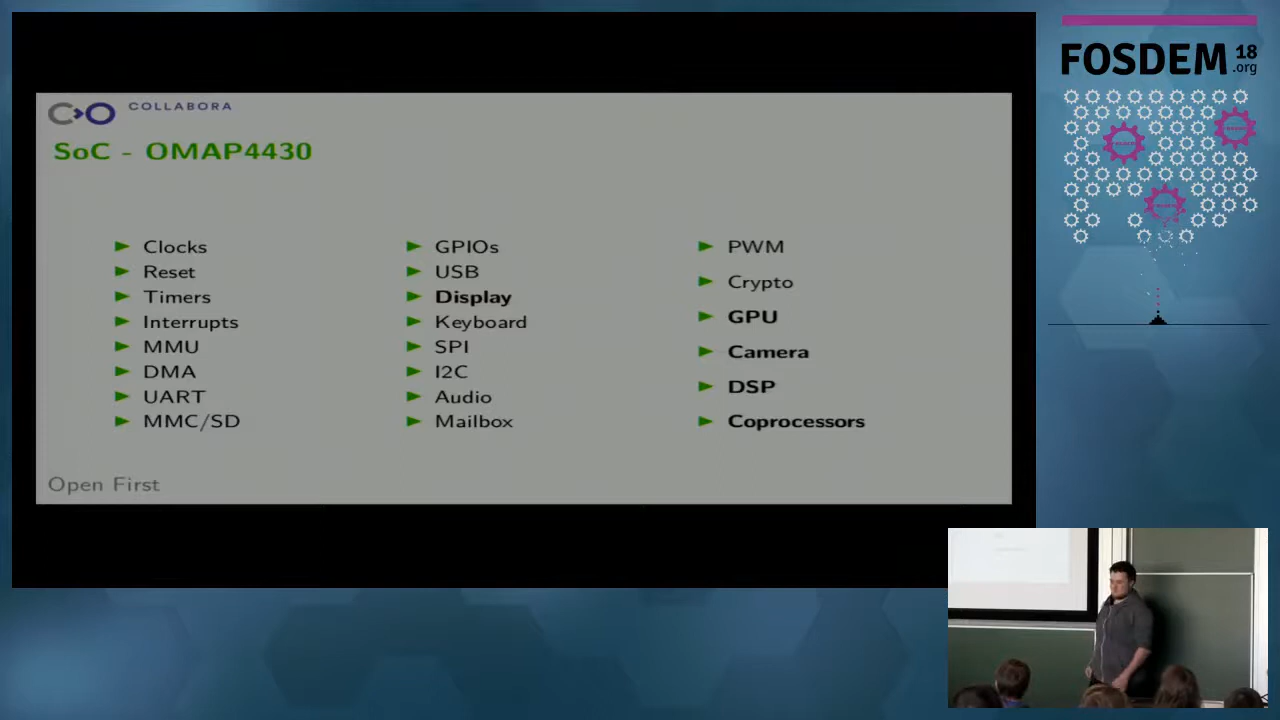 COLLABORA
SoC - OMAP4430
Clocks
Reset
Timers
Interrupts
MMU
DMA
UART
MMC/SD
GPIOs
USB
Display
Keyboard
SPI
I2C
Audio
Mailbox
PWM
Crypto
GPU
Camera
DSP
Coprocessors
Open First
FOSDEM 18
.org